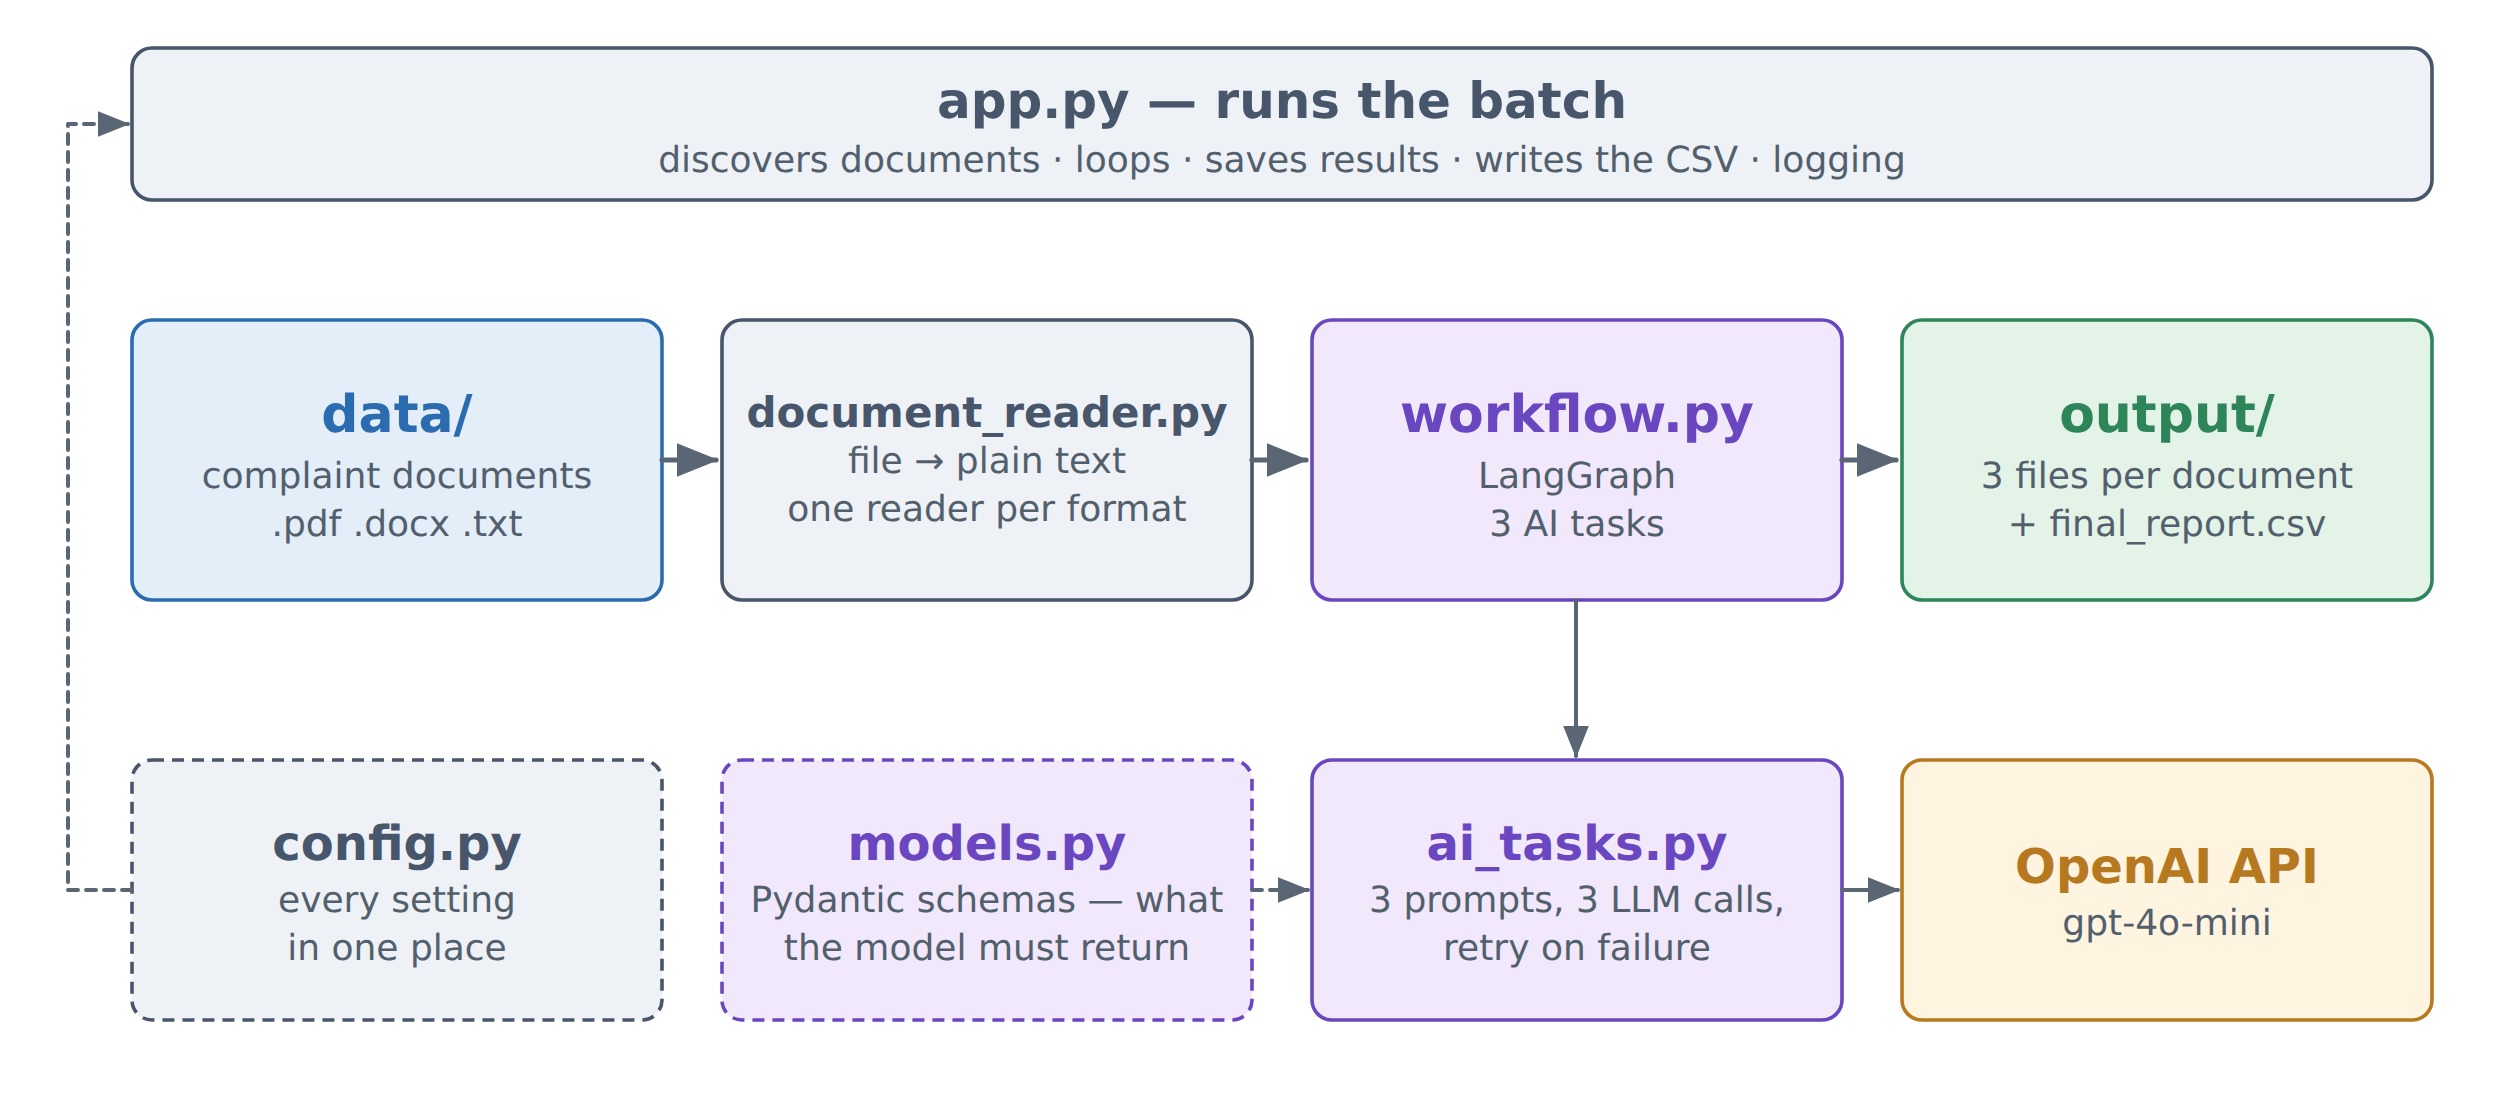 app.py — runs the batch
discovers documents · loops · saves results · writes the CSV · logging
data/
complaint documents
.pdf .docx .txt
document_reader.py
file → plain text
one reader per format
workflow.py
LangGraph
3 AI tasks
output/
3 files per document
+ final_report.csv
config.py
every setting
in one place
models.py
Pydantic schemas — what
the model must return
ai_tasks.py
3 prompts, 3 LLM calls,
retry on failure
OpenAI API
gpt-4o-mini